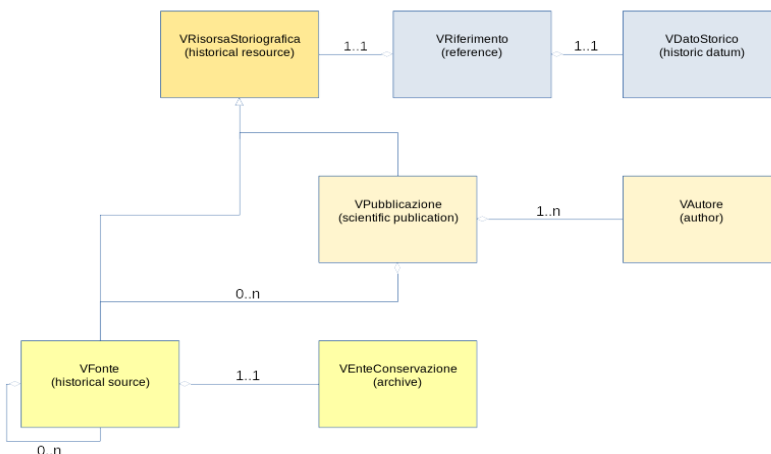 VRisorsaStoriografica
(historical resource)
1..1
VRiferimento
(reference)
1..1
VDatoStorico
(historic datum)
VPubblicazione
(scientific publication)
1..n
VAutore
(author)
0..n
VFonte
(historical source)
1..1
VEnteConservazione
(archive)
0..n